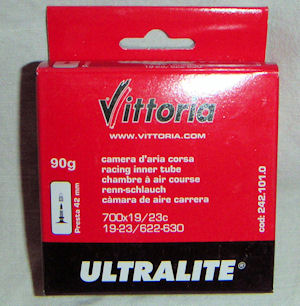 Vittoria
WWW.VITTORIA.COM
90g
Presta 42 mm
camera d'aria corsa
racing inner tube
chambre à air course
renn-schlauch
càmara de aire carrera
700x19/23c
19-23/622-630
cod: 242.101.0
ULTRALITE®